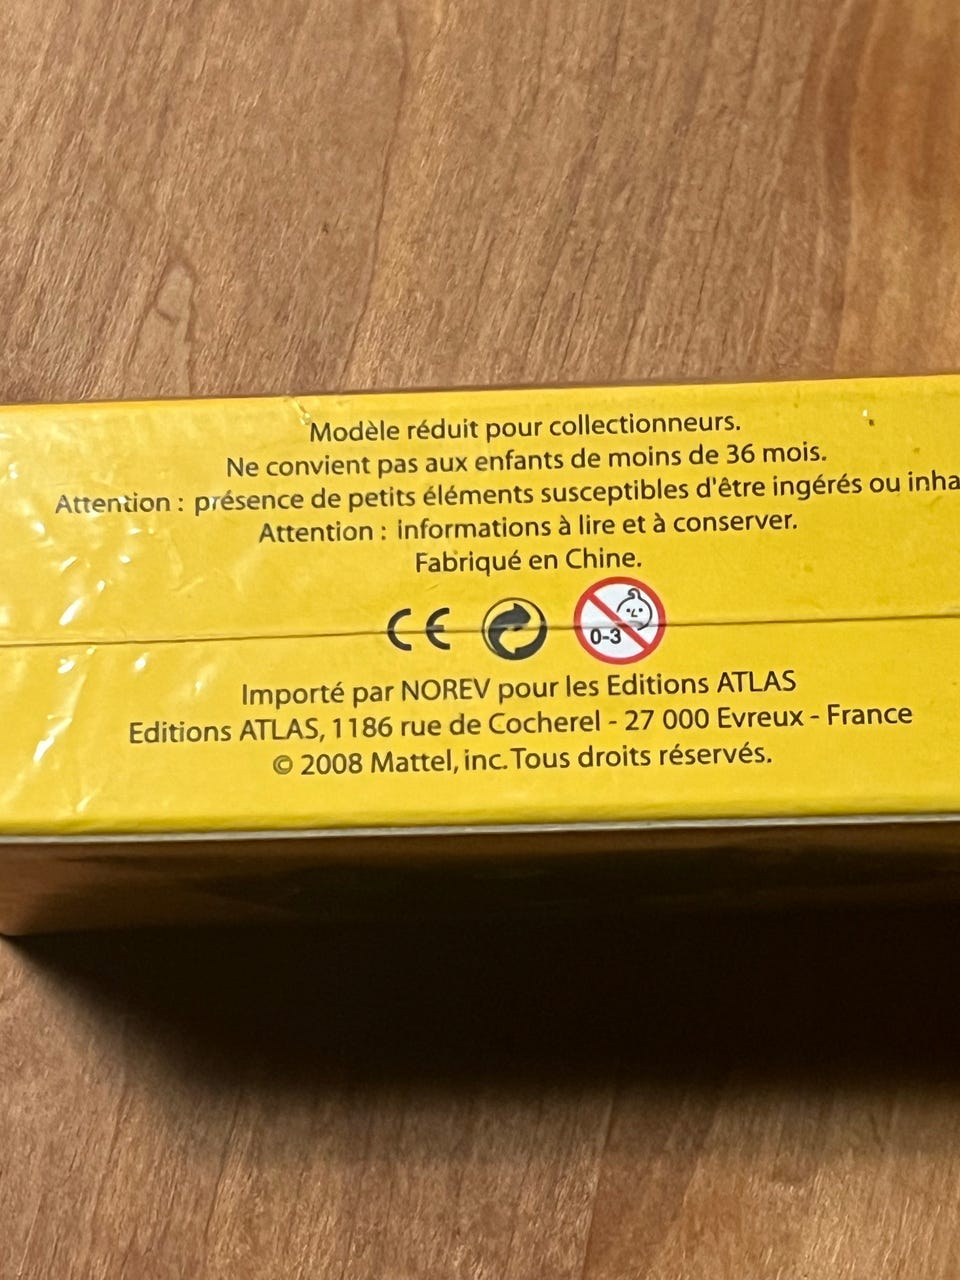 Modèle réduit pour collectionneurs.
Ne convient pas aux enfants de moins de 36 mois.
Attention : présence de petits éléments susceptibles d'être ingérés ou
Attention : informations à lire et à conserver.
Fabriqué en Chine.
CE 0-3
Importé par NOREV pour les Editions ATLAS
Editions ATLAS, 1186 rue de Cocherel - 27 000 Evreux - France
© 2008 Mattel, inc. Tous droits réservés.